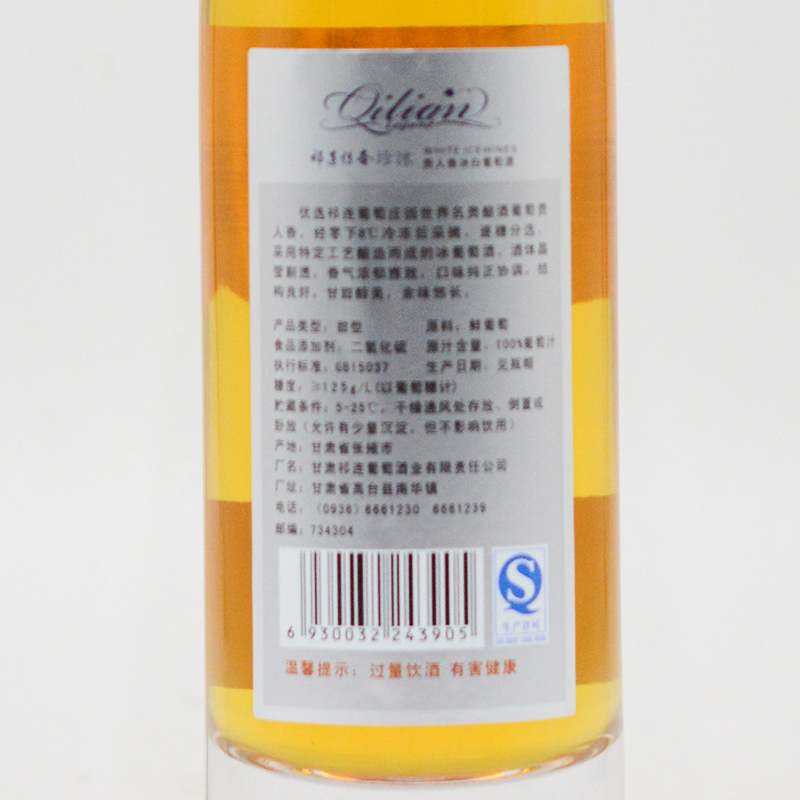 Qilian
祁连传奇·珍冰
WHITE ICEWINES
贵人香冰白葡萄酒
优选祁连葡萄庄园世界名贵酿酒葡萄贵
人香，经零下8℃冷冻后采摘，逐穗分选，
采用特定工艺酿造而成的冰葡萄酒，酒体晶
莹剔透，香气浓郁雅致，口味纯正协调，结
构良好，甘甜醇美，余味悠长。
产品类型：甜型 原料：鲜葡萄
食品添加剂：二氧化硫 原汁含量：100%葡萄汁
执行标准：GB15037 生产日期：见瓶帽
糖度：≥125g/L(以葡萄糖计)
贮藏条件：5-25℃，干燥通风处存放，倒置或
卧放(允许有少量沉淀，但不影响饮用)
产地：甘肃省张掖市
厂名：甘肃祁连葡萄酒业有限责任公司
厂址：甘肃省高台县南华镇
电话：(0936)6661230 6661239
邮编：734304
6 930032 243905
生产许可
温馨提示：过量饮酒 有害健康